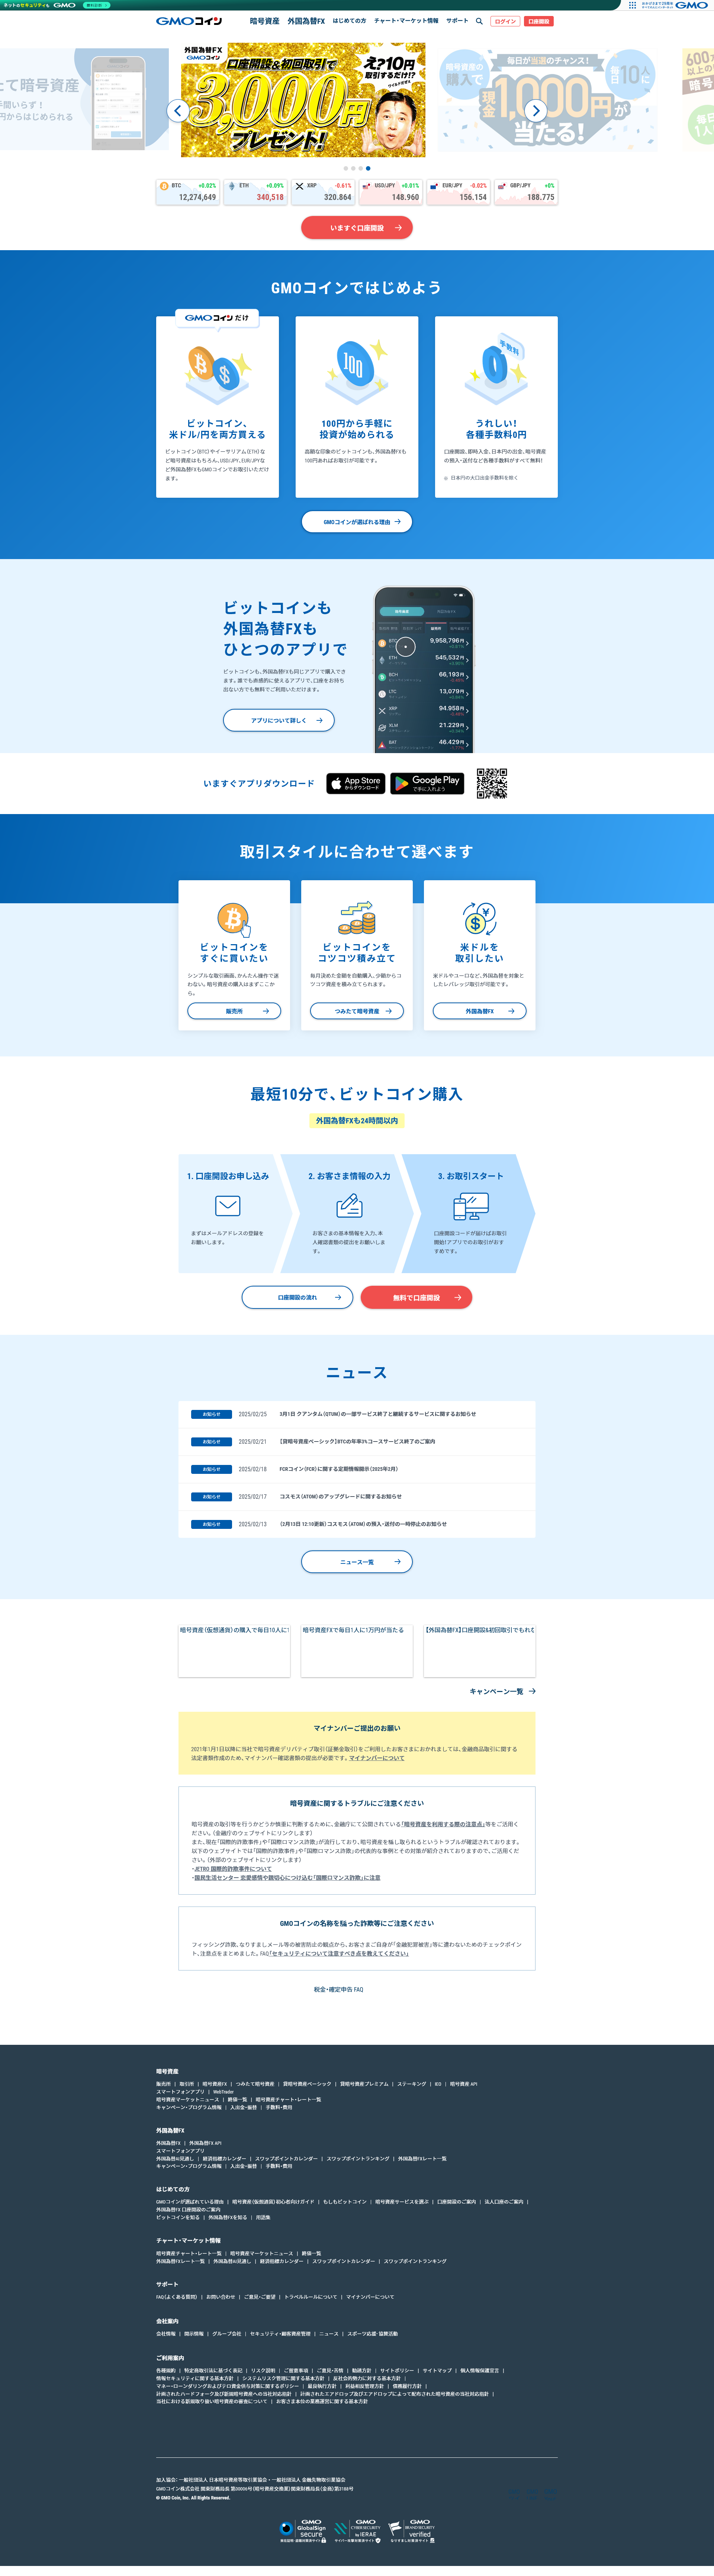 ネットのセキュリティも GMO 無料診断
GMO
GMOコイン
暗号資産 外国為替FX はじめての方 チャート・マーケット情報 サポート ログイン 口座開設
たて暗号資産
手間いらず！
円からはじめられる
外国為替FX
GMOコイン
口座開設&初回取引で
えっ?10円
取引するだけ!?
3,000円
プレゼント!
暗号資産の
購入で
毎日が当選のチャンス!
毎日10人に
現金1,000円が
当たる!
600
以上の
暗号
BTC +0.02%
12,274,649
ETH +0.09%
340,518
XRP -0.61%
320.864
USD/JPY +0.01%
148.960
EUR/JPY -0.02%
156.154
GBP/JPY +0%
188.775
いますぐ口座開設
GMOコインではじめよう
GMOコインだけ
ビットコイン、
米ドル/円を両方買える
ビットコイン（BTC）やイーサリアム（ETH）な
ど暗号資産はもちろん、USD/JPY、EUR/JPYな
ど外国為替FXもGMOコインでお取引いただけ
ます。
100
100円から手軽に
投資が始められる
高額な印象のビットコインも、外国為替FXも
100円あればお取引が可能です。
手数料
うれしい！
各種手数料0円
口座開設、即時入金、日本円の出金、暗号資産
の預入・送付など各種手数料がすべて無料！
※ 日本円の大口出金手数料を除く
GMOコインが選ばれる理由
ビットコインも
外国為替FXも
ひとつのアプリで
ビットコインも、外国為替FXも同じアプリで購入でき
ます。誰でも直感的に使えるアプリで、口座をお持ち
出ない方でも無料でご利用いただけます。
アプリについて詳しく
BTC 9,958,796円
ETH 545,532円
BCH 66,193円
LTC 13,079円
XRP 94.958円
XLM 21.229円
BAT 46.429円
いますぐアプリダウンロード
App Store
からダウンロード
Google Play
で手に入れよう
取引スタイルに合わせて選べます
ビットコインを
すぐに買いたい
シンプルな取引画面、かんたん操作で迷
わない。暗号資産の購入はまずここか
ら。
販売所
ビットコインを
コツコツ積み立て
毎月決めた金額を自動購入。少額からコ
ツコツ資産を積み立てられます。
つみたて暗号資産
米ドルを
取引したい
米ドルやユーロなど、外国為替を対象と
したレバレッジ取引が可能です。
外国為替FX
最短10分で、ビットコイン購入
外国為替FXも24時間以内
1. 口座開設お申し込み
まずはメールアドレスの登録を
お願いします。
2. お客さま情報の入力
お客さまの基本情報を入力、本
人確認書類の提出をお願いしま
す。
3. お取引スタート
口座開設コードが届けばお取引
開始！アプリでのお取引がおす
すめです。
口座開設の流れ
無料で口座開設
ニュース
お知らせ 2025/02/25 3月1日 クアンタム（QTUM）の一部サービス終了と継続するサービスに関するお知らせ
お知らせ 2025/02/21 【貸暗号資産ベーシック】BTCの年率3%コースサービス終了のご案内
お知らせ 2025/02/18 FCRコイン（FCR）に関する定期情報開示（2025年2月）
お知らせ 2025/02/17 コスモス（ATOM）のアップグレードに関するお知らせ
お知らせ 2025/02/13 （2月13日 12:10更新）コスモス（ATOM）の預入・送付の一時停止のお知らせ
ニュース一覧
暗号資産（仮想通貨）の購入で毎日10人に1
暗号資産FXで毎日1人に1万円が当たる
【外国為替FX】口座開設&初回取引でもれな
キャンペーン一覧
マイナンバーご提出のお願い
2021年1月1日以降に当社で暗号資産デリバティブ取引（証拠金取引）をご利用したお客さまにおかれましては、金融商品取引に関する
法定書類作成のため、マイナンバー確認書類の提出が必要です。マイナンバーについて
暗号資産に関するトラブルにご注意ください
暗号資産の取引等を行うかどうか慎重に判断するために、金融庁にて公開されている「暗号資産を利用する際の注意点」等をご活用く
ださい。（金融庁のウェブサイトにリンクします）
また、現在「国際的詐欺事件」や「国際ロマンス詐欺」が流行しており、暗号資産を騙し取られるというトラブルが確認されております。
以下のウェブサイトでは「国際的詐欺事件」や「国際ロマンス詐欺」の代表的な事例とその対策が紹介されておりますので、ご活用くだ
さい。（外部のウェブサイトにリンクします）
・JETRO 国際的詐欺事件について
・国民生活センター 恋愛感情や親切心につけ込む「国際ロマンス詐欺」に注意
GMOコインの名称を騙った詐欺等にご注意ください
フィッシング詐欺、なりすましメール等の被害防止の観点から、お客さまご自身が「金融犯罪被害」等に遭わないためのチェックポイン
ト、注意点をまとめました。FAQ「セキュリティについて注意すべき点を教えてください」
税金・確定申告 FAQ
暗号資産
販売所 | 取引所 | 暗号資産FX | つみたて暗号資産 | 貸暗号資産ベーシック | 貸暗号資産プレミアム | ステーキング | IEO | 暗号資産 API
スマートフォンアプリ | WebTrader
暗号資産マーケットニュース | 銘柄一覧 | 暗号資産チャート・レート一覧
キャンペーン・プログラム情報 | 入出金・振替 | 手数料・費用
外国為替FX
外国為替FX | 外国為替FX API
スマートフォンアプリ
外国為替AI見通し | 経済指標カレンダー | スワップポイントカレンダー | スワップポイントランキング | 外国為替FXレート一覧
キャンペーン・プログラム情報 | 入出金・振替 | 手数料・費用
はじめての方
GMOコインが選ばれている理由 | 暗号資産（仮想通貨）初心者向けガイド | もしもビットコイン | 暗号資産サービスを選ぶ | 口座開設のご案内 | 法人口座のご案内 |
外国為替FX 口座開設のご案内
ビットコインを知る | 外国為替FXを知る | 用語集
チャート・マーケット情報
暗号資産チャート・レート一覧 | 暗号資産マーケットニュース | 銘柄一覧
外国為替FXレート一覧 | 外国為替AI見通し | 経済指標カレンダー | スワップポイントカレンダー | スワップポイントランキング
サポート
FAQ（よくある質問） | お問い合わせ | ご意見・ご要望 | トラベルルールについて | マイナンバーについて
会社案内
会社情報 | 開示情報 | グループ会社 | セキュリティ・顧客資産管理 | ニュース | スポーツ応援・協賛活動
ご利用案内
各種規約 | 特定商取引法に基づく表記 | リスク説明 | ご留意事項 | ご意見・苦情 | 勧誘方針 | サイトポリシー | サイトマップ | 個人情報保護宣言 |
情報セキュリティに関する基本方針 | システムリスク管理に関する基本方針 | 反社会的勢力に対する基本方針 |
マネー・ローンダリングおよびテロ資金供与対策に関するポリシー | 最良執行方針 | 利益相反管理方針 | 債務履行方針 |
計画されたハードフォーク及び新規暗号資産への当社対応指針 | 計画されたエアドロップ及びエアドロップによって配布された暗号資産の当社対応指針 |
当社における新規取り扱い暗号資産の審査について | お客さま本位の業務運営に関する基本方針
加入協会：一般社団法人 日本暗号資産等取引業協会・一般社団法人 金融先物取引業協会
GMOコイン株式会社 関東財務局長 第00006号（暗号資産交換業）関東財務局長（金商）第3188号
© GMO Coin, Inc. All Rights Reserved.
GMO GlobalSign secure
GMO CYBERSECURITY by IERAE
GMO BRAND SECURITY verified